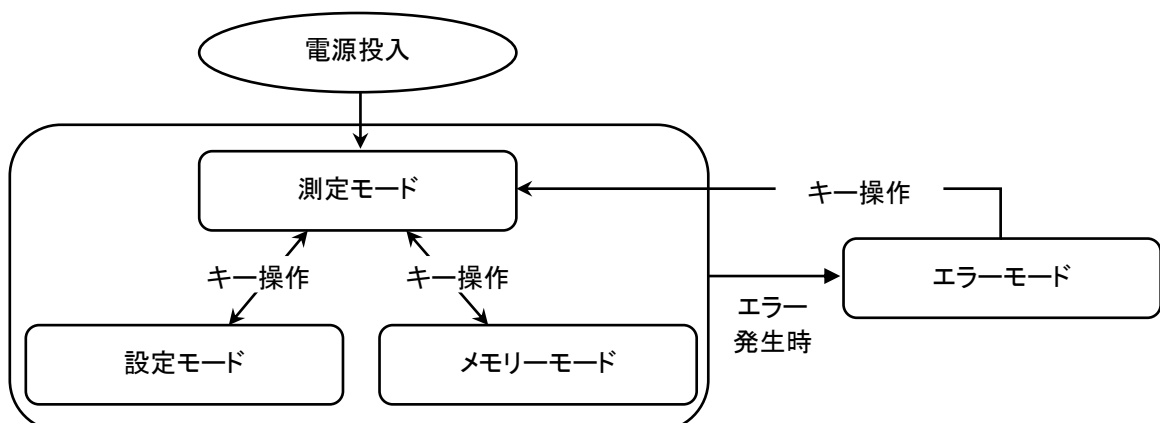 電源投入
測定モード
キー操作
キー操作
キー操作
エラーモード
エラー
発生時
設定モード
メモリーモード